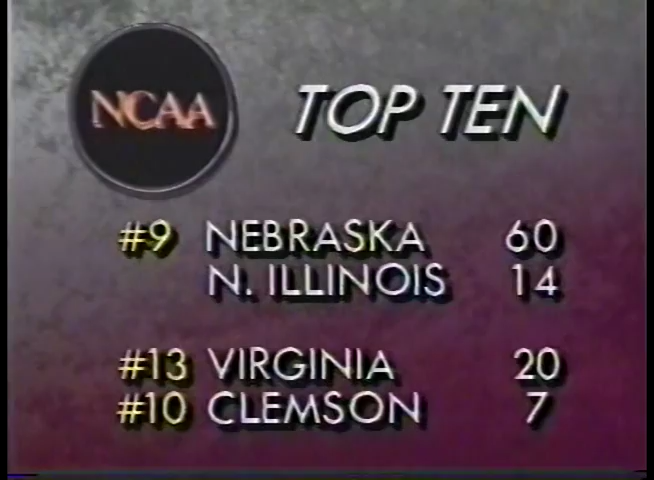 NCAA TOP TEN
#9 NEBRASKA 60
N. ILLINOIS 14
#13 VIRGINIA 20
#10 CLEMSON 7